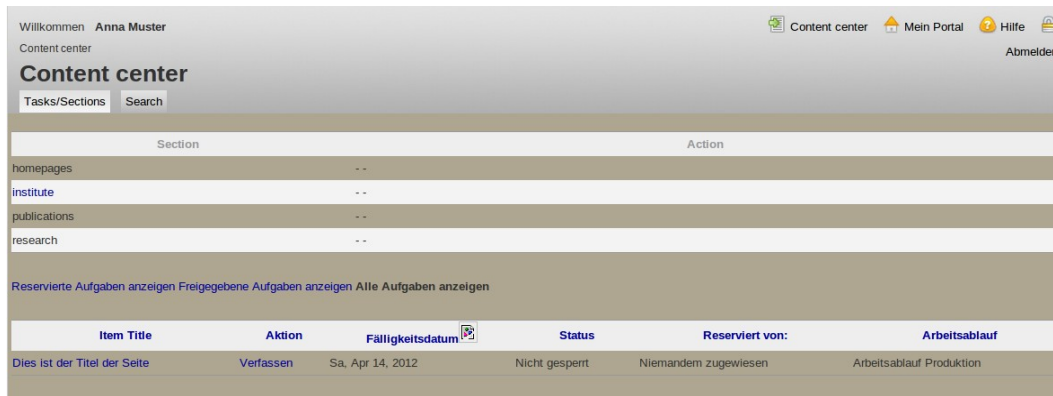 Willkommen Anna Muster
Content center Mein Portal Hilfe
Content center
Abmelden
Content center
Tasks/Sections Search
Section Action
homepages - -
institute - -
publications - -
research - -
Reservierte Aufgaben anzeigen Freigegebene Aufgaben anzeigen Alle Aufgaben anzeigen
Item Title Aktion Fälligkeitsdatum Status Reserviert von: Arbeitsablauf
Dies ist der Titel der Seite Verfassen Sa, Apr 14, 2012 Nicht gesperrt Niemandem zugewiesen Arbeitsablauf Produktion